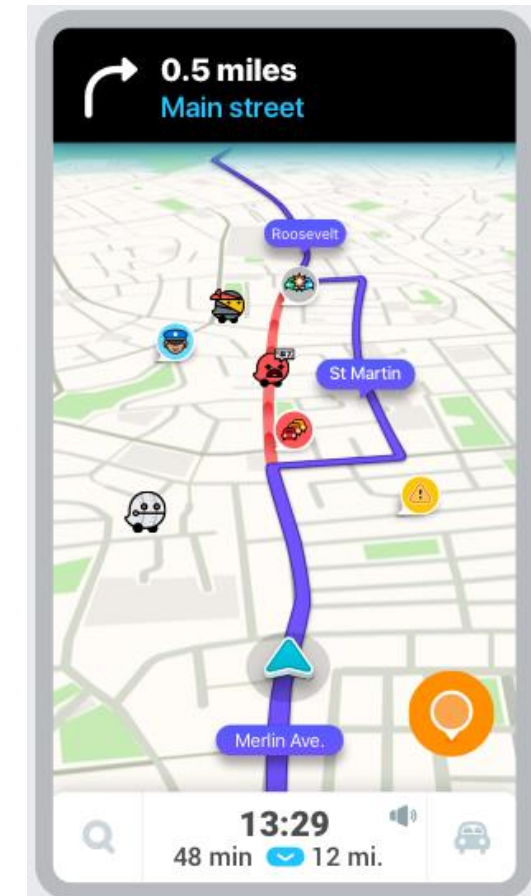 0.5 miles
Main street
Roosevelt
St Martin
Merlin Ave.
13:29
48 min 12 mi.